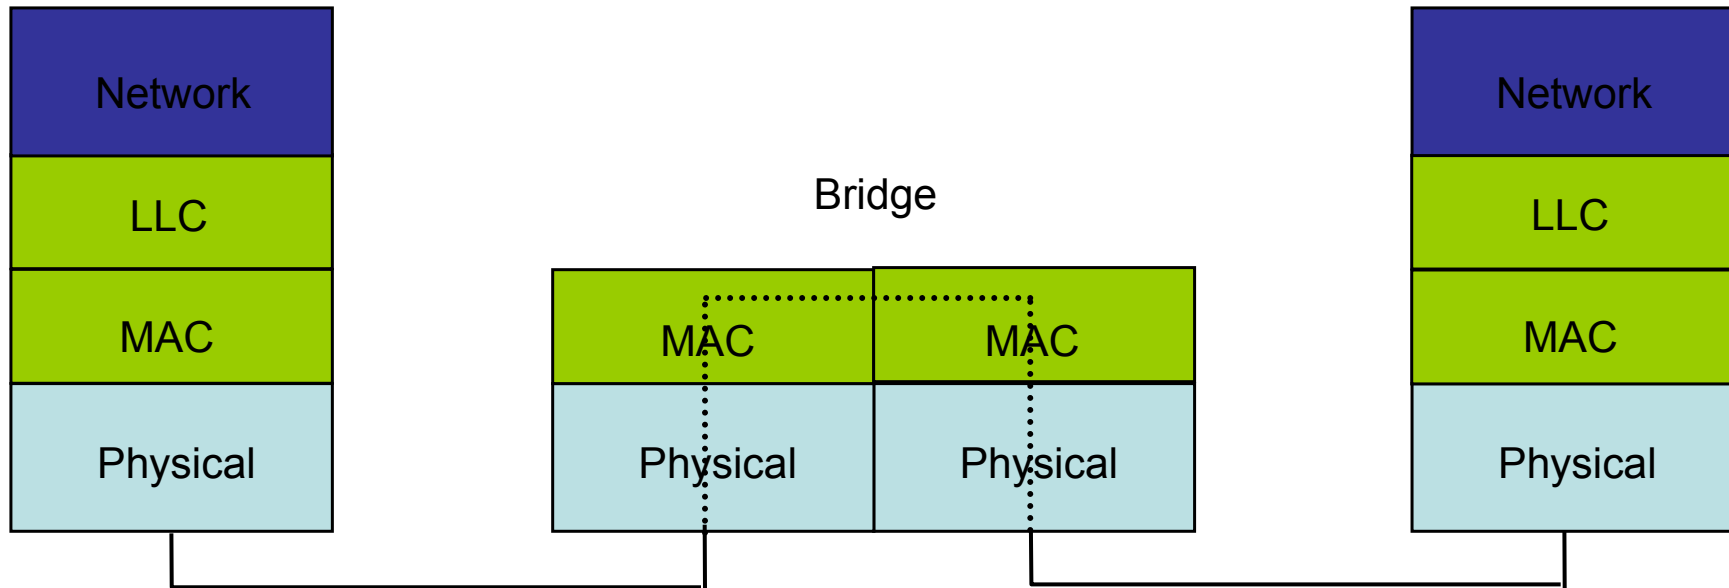 Network
LLC
MAC
Physical
Bridge
MAC
MAC
Physical
Physical
Network
LLC
MAC
Physical